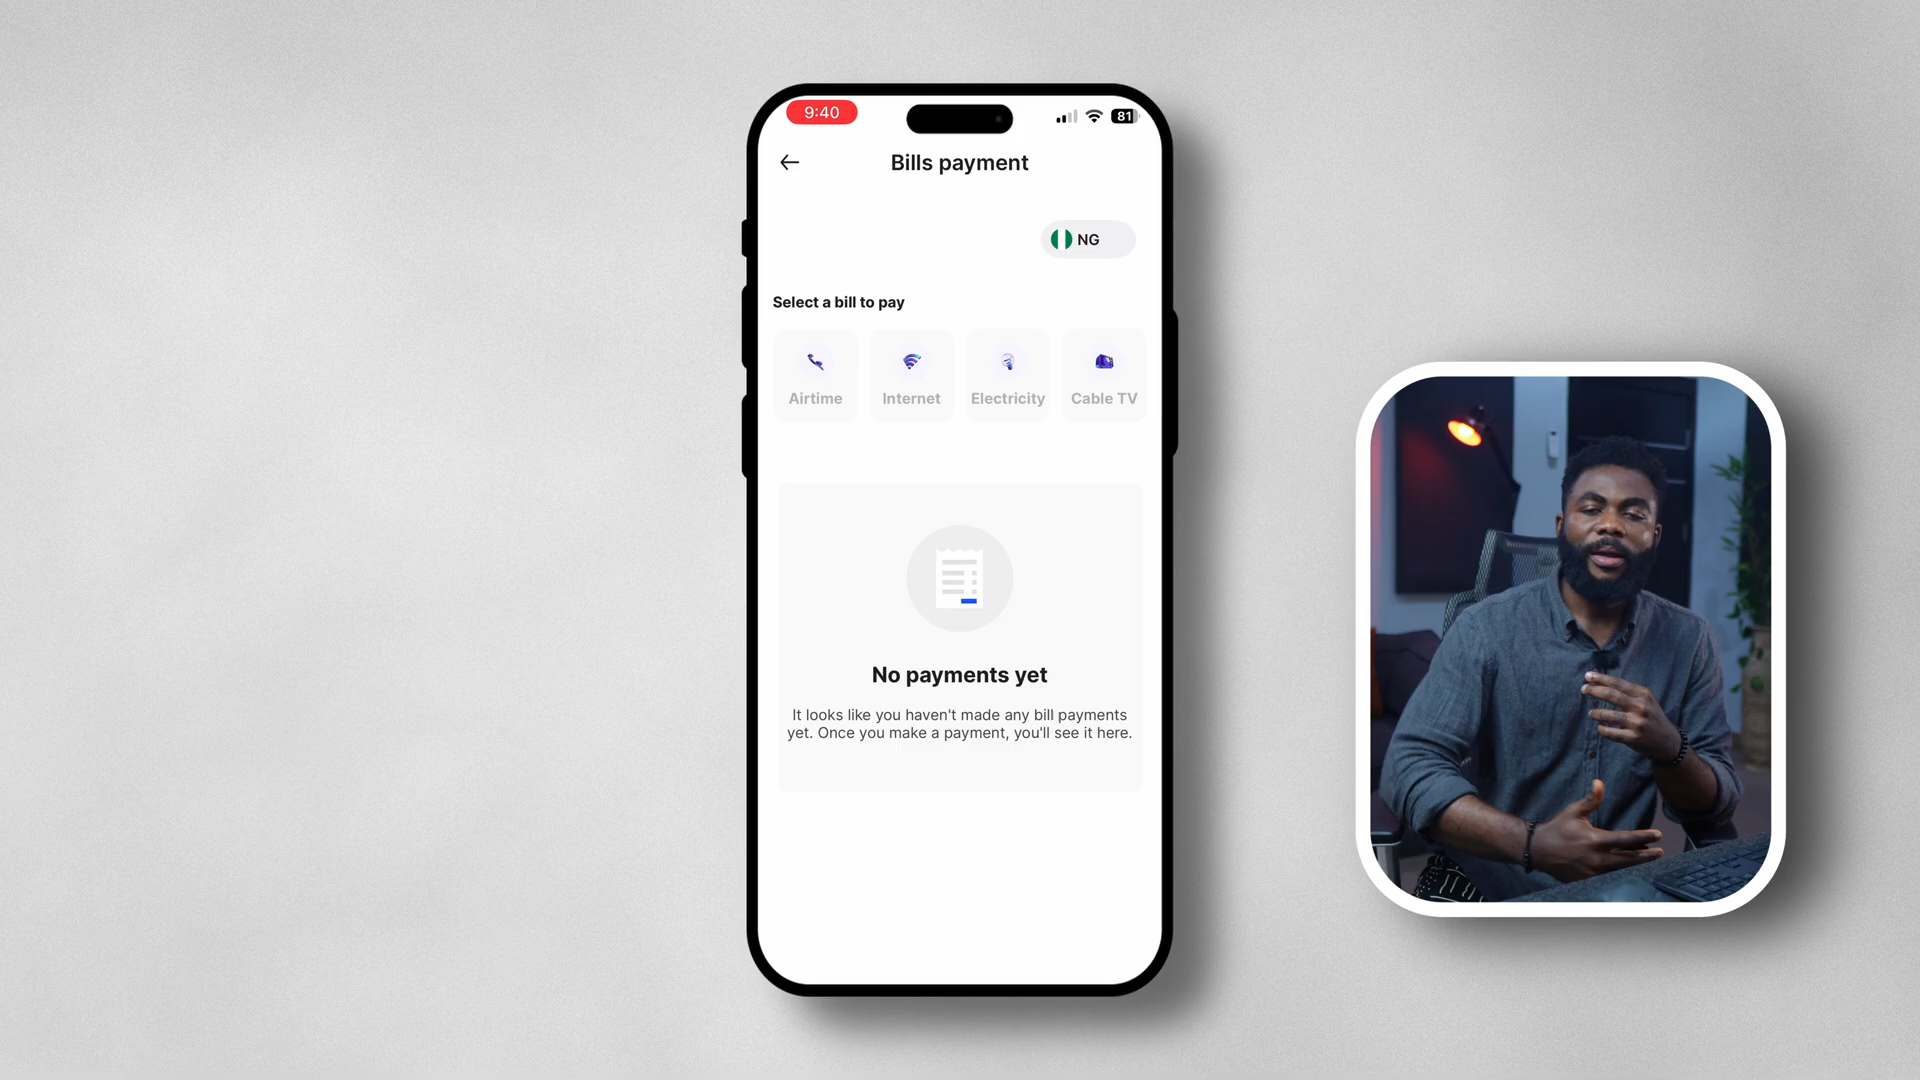 9:40
81
Bills payment
NG
Select a bill to pay
Airtime Internet Electricity Cable TV
No payments yet
It looks like you haven't made any bill payments
yet. Once you make a payment, you'll see it here.